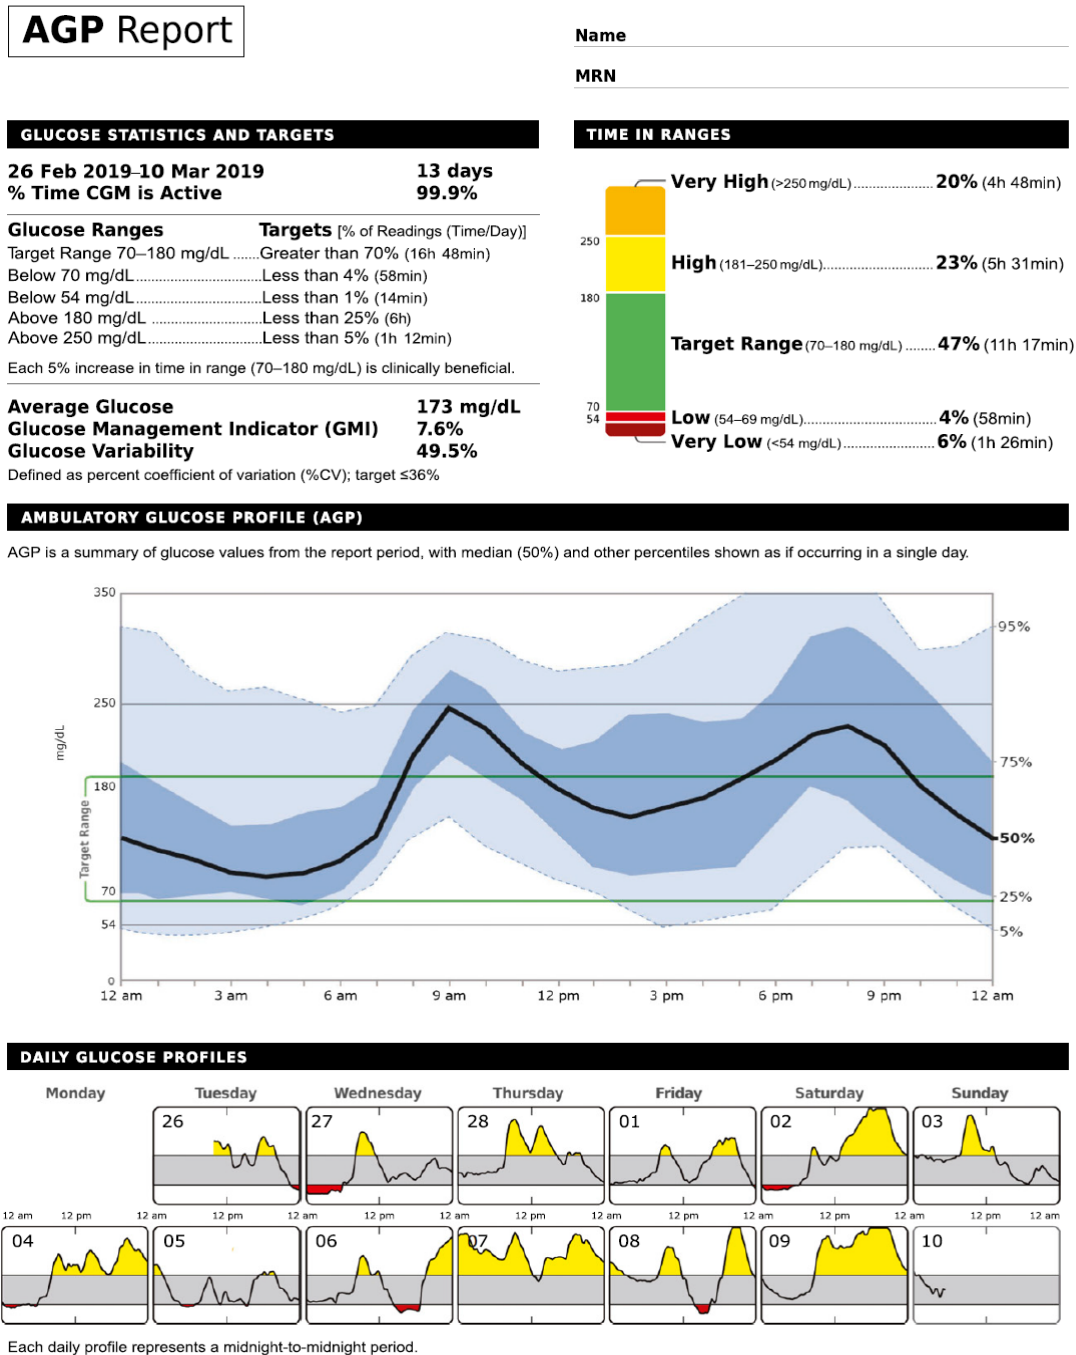 AGP Report
Name
MRN
GLUCOSE STATISTICS AND TARGETS
26 Feb 2019–10 Mar 2019 13 days
% Time CGM is Active 99.9%
Glucose Ranges Targets [% of Readings (Time/Day)]
Target Range 70–180 mg/dL ......Greater than 70% (16h 48min)
Below 70 mg/dL..............................Less than 4% (58min)
Below 54 mg/dL..............................Less than 1% (14min)
Above 180 mg/dL ..........................Less than 25% (6h)
Above 250 mg/dL...........................Less than 5% (1h 12min)
Each 5% increase in time in range (70–180 mg/dL) is clinically beneficial.
Average Glucose 173 mg/dL
Glucose Management Indicator (GMI) 7.6%
Glucose Variability 49.5%
Defined as percent coefficient of variation (%CV); target ≤36%
TIME IN RANGES
Very High (>250 mg/dL)..................20% (4h 48min)
250
High (181–250 mg/dL).........................23% (5h 31min)
180
Target Range (70–180 mg/dL) .......47% (11h 17min)
70
54
Low (54–69 mg/dL)..............................4% (58min)
Very Low (<54 mg/dL)....................6% (1h 26min)
AMBULATORY GLUCOSE PROFILE (AGP)
AGP is a summary of glucose values from the report period, with median (50%) and other percentiles shown as if occurring in a single day.
350
95%
250
mg/dL
75%
180
Target Range
50%
70
25%
54
5%
0
12 am 3 am 6 am 9 am 12 pm 3 pm 6 pm 9 pm 12 am
DAILY GLUCOSE PROFILES
Monday Tuesday Wednesday Thursday Friday Saturday Sunday
26 27 28 01 02 03
12 am 12 pm 12 am 12 pm 12 am 12 pm 12 am 12 pm 12 am 12 pm 12 am 12 pm 12 am 12 pm 12 am
04 05 06 07 08 09 10
Each daily profile represents a midnight-to-midnight period.